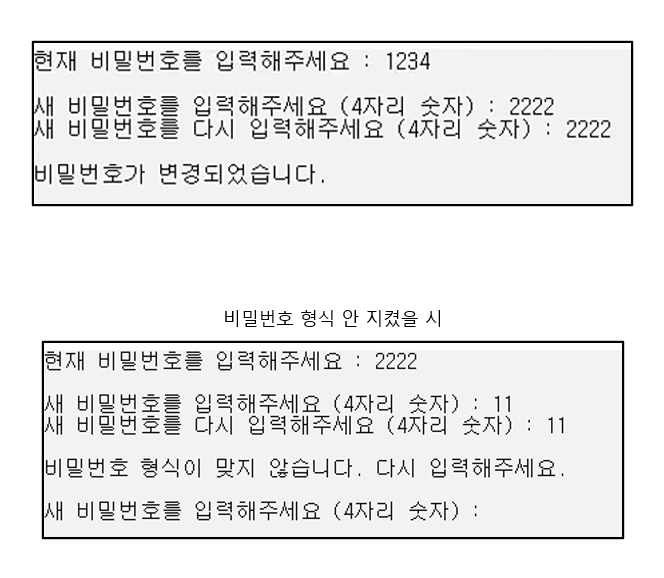 현재 비밀번호를 입력해주세요 : 1234
새 비밀번호를 입력해주세요 (4자리 숫자) : 2222
새 비밀번호를 다시 입력해주세요 (4자리 숫자) : 2222
비밀번호가 변경되었습니다.
비밀번호 형식 안 지켰을 시
현재 비밀번호를 입력해주세요 : 2222
새 비밀번호를 입력해주세요 (4자리 숫자) : 11
새 비밀번호를 다시 입력해주세요 (4자리 숫자) : 11
비밀번호 형식이 맞지 않습니다. 다시 입력해주세요.
새 비밀번호를 입력해주세요 (4자리 숫자) :